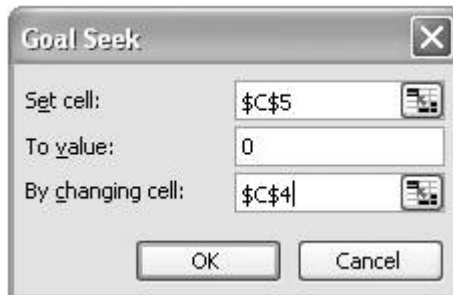 Goal Seek
Set cell: $C$5
To value: 0
By changing cell: $C$4
OK Cancel